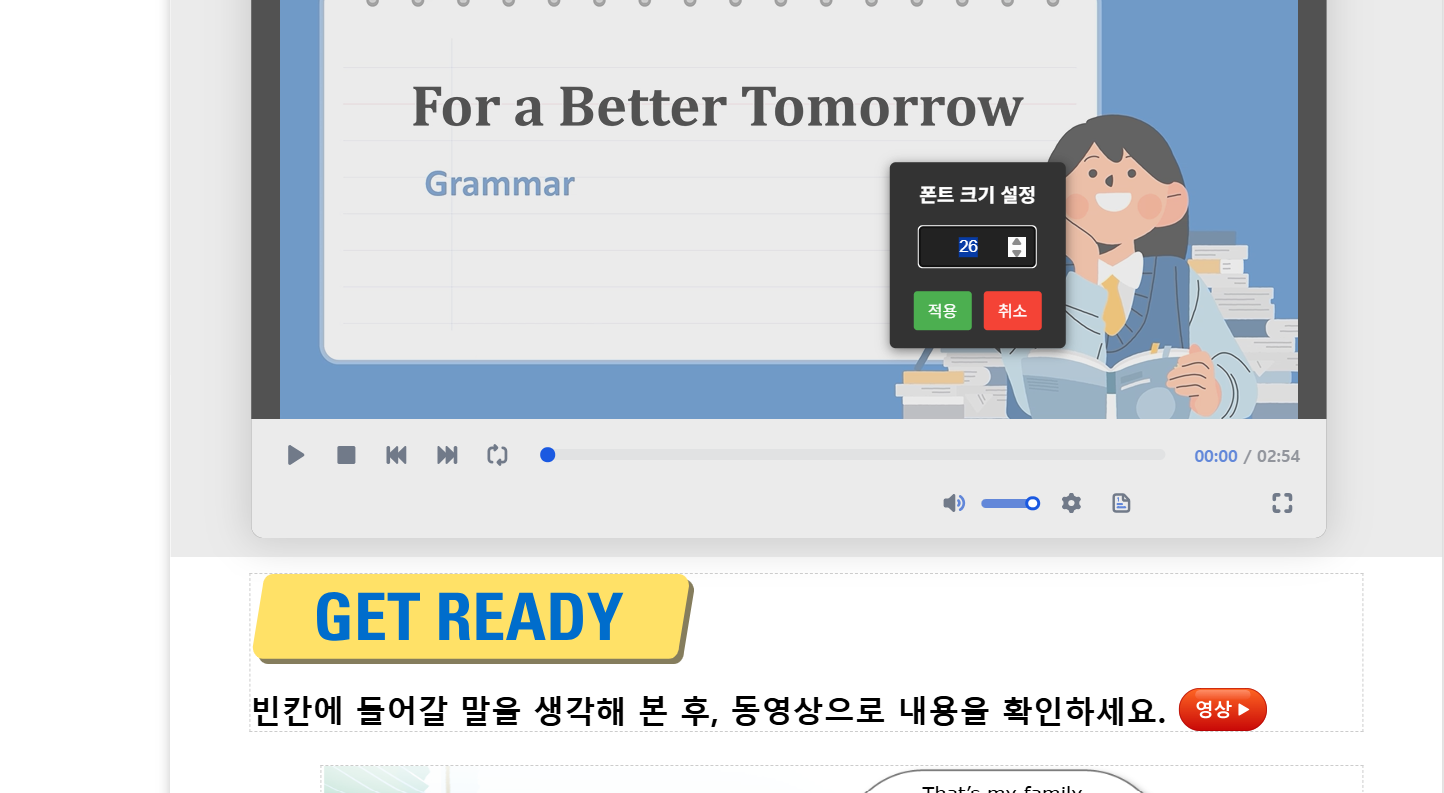 For a Better Tomorrow
Grammar
폰트 크기 설정
26
적용 취소
00:00 / 02:54
GET READY
빈칸에 들어갈 말을 생각해 본 후, 동영상으로 내용을 확인하세요. 영상
That's my family